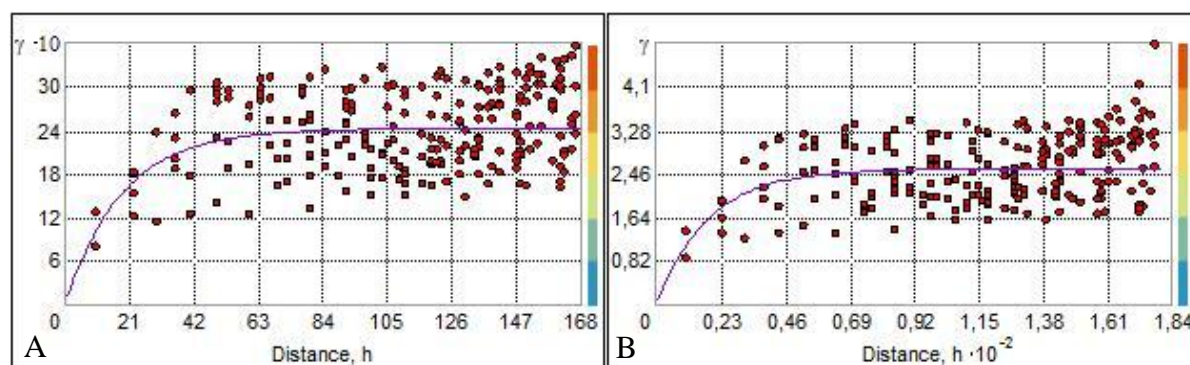 γ ·10
30
24
18
12
6
0 21 42 63 84 105 126 147 168
Distance, h
A
γ
4,1
3,28
2,46
1,64
0,82
0 0,23 0,46 0,69 0,92 1,15 1,38 1,61 1,84
Distance, h ·10⁻²
B